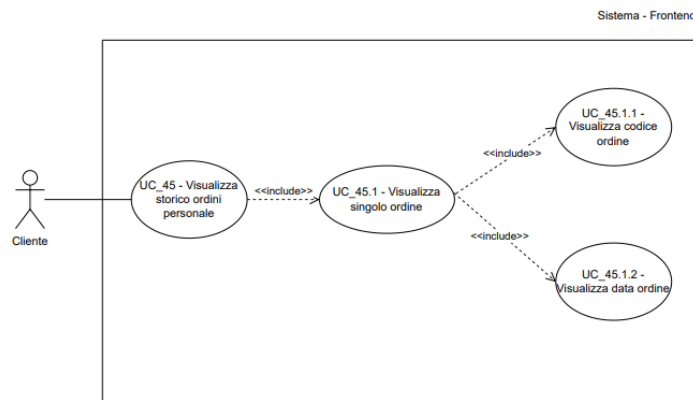 Sistema - Frontend
UC_45.1.1 -
Visualizza codice
ordine
<<include>>
UC_45 - Visualizza
storico ordini
personale
<<include>>
UC_45.1 - Visualizza
singolo ordine
Cliente
<<include>>
UC_45.1.2 -
Visualizza data ordine